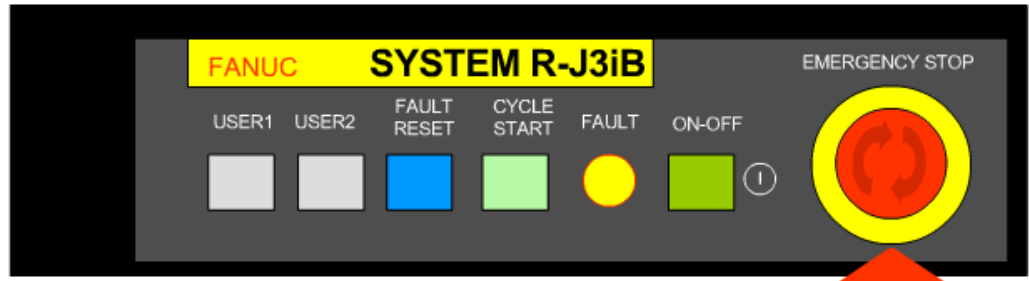 FANUC SYSTEM R-J3iB
EMERGENCY STOP
USER1 USER2 FAULT RESET CYCLE START FAULT ON-OFF
I